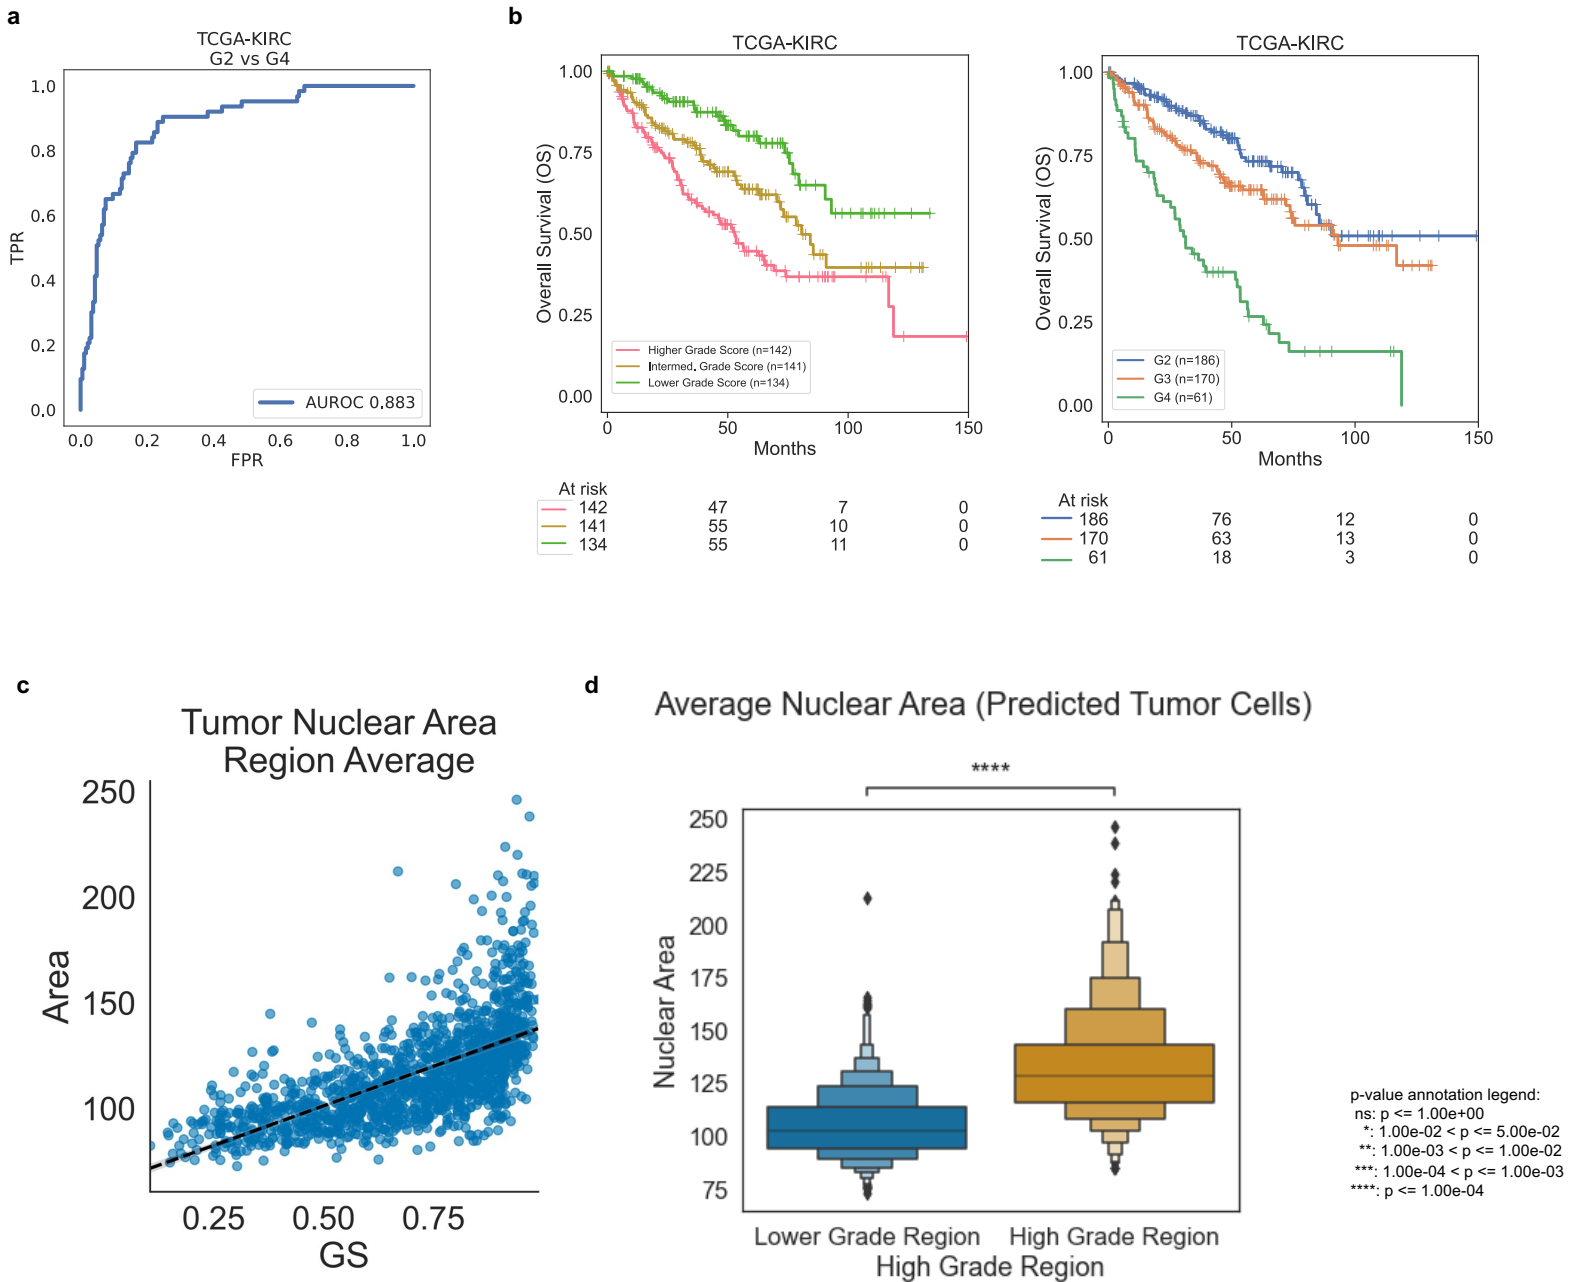 a
TCGA-KIRC
G2 vs G4
1.0
0.8
0.6
0.4
0.2
0.0
TPR
0.0 0.2 0.4 0.6 0.8 1.0
FPR
AUROC 0.883
b
TCGA-KIRC
1.00
0.75
0.50
0.25
0.00
Overall Survival (OS)
Higher Grade Score (n=142)
Intermed. Grade Score (n=141)
Lower Grade Score (n=134)
0 50 100 150
Months
At risk
142 47 7 0
141 55 10 0
134 55 11 0
TCGA-KIRC
1.00
0.75
0.50
0.25
0.00
Overall Survival (OS)
G2 (n=186)
G3 (n=170)
G4 (n=61)
0 50 100 150
Months
At risk
186 76 12 0
170 63 13 0
61 18 3 0
c
Tumor Nuclear Area
Region Average
250
200
150
100
Area
0.25 0.50 0.75
GS
d
Average Nuclear Area (Predicted Tumor Cells)
****
250
225
200
175
150
125
100
75
Nuclear Area
Lower Grade Region High Grade Region
High Grade Region
p-value annotation legend:
ns: p <= 1.00e+00
*: 1.00e-02 < p <= 5.00e-02
**: 1.00e-03 < p <= 1.00e-02
***: 1.00e-04 < p <= 1.00e-03
****: p <= 1.00e-04